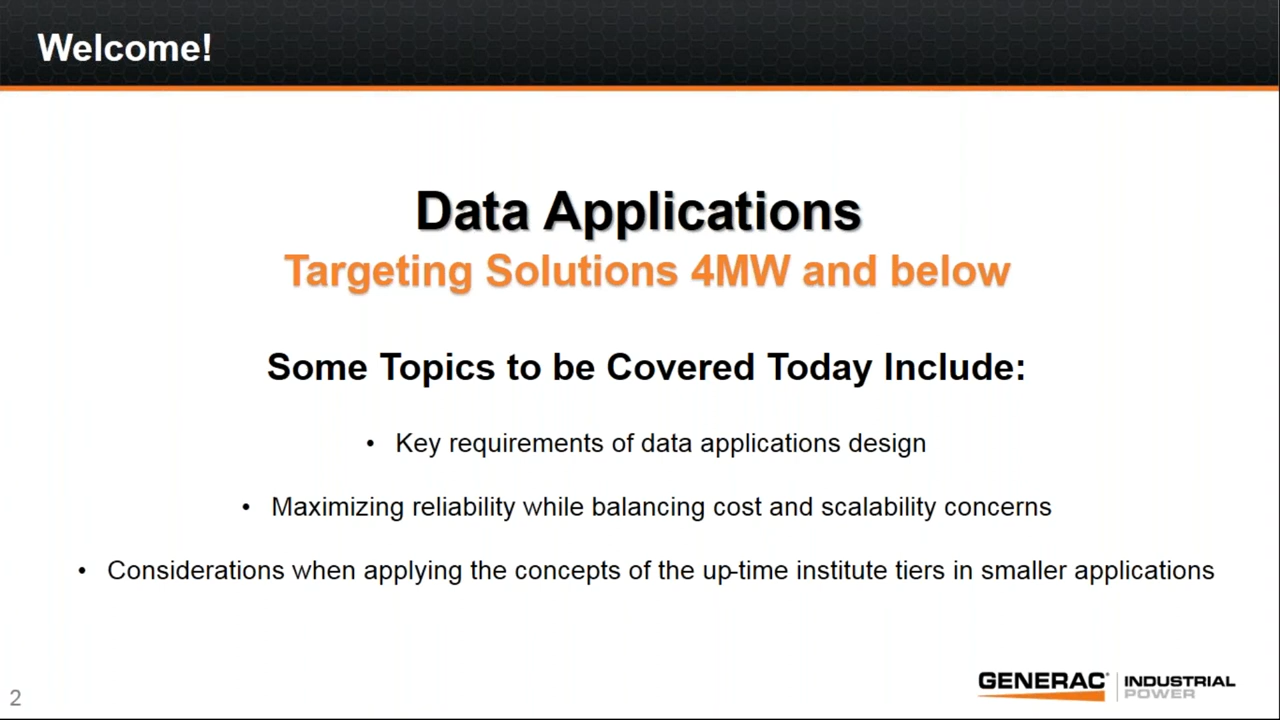 Welcome!
Data Applications
Targeting Solutions 4MW and below
Some Topics to be Covered Today Include:
• Key requirements of data applications design
• Maximizing reliability while balancing cost and scalability concerns
• Considerations when applying the concepts of the up-time institute tiers in smaller applications
2
GENERAC INDUSTRIAL
POWER